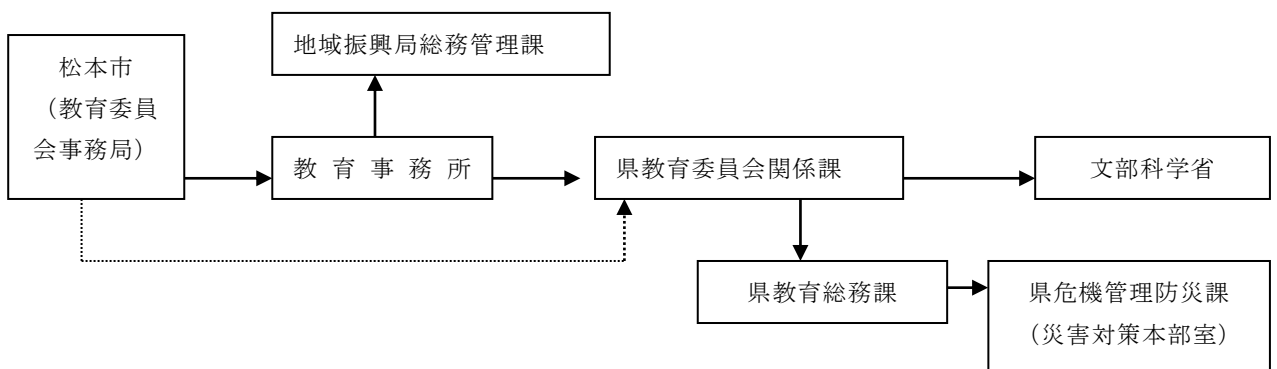 地域振興局総務管理課
松本市
（教育委員
会事務局）
教育事務所
県教育委員会関係課
文部科学省
県教育総務課
県危機管理防災課
（災害対策本部室）